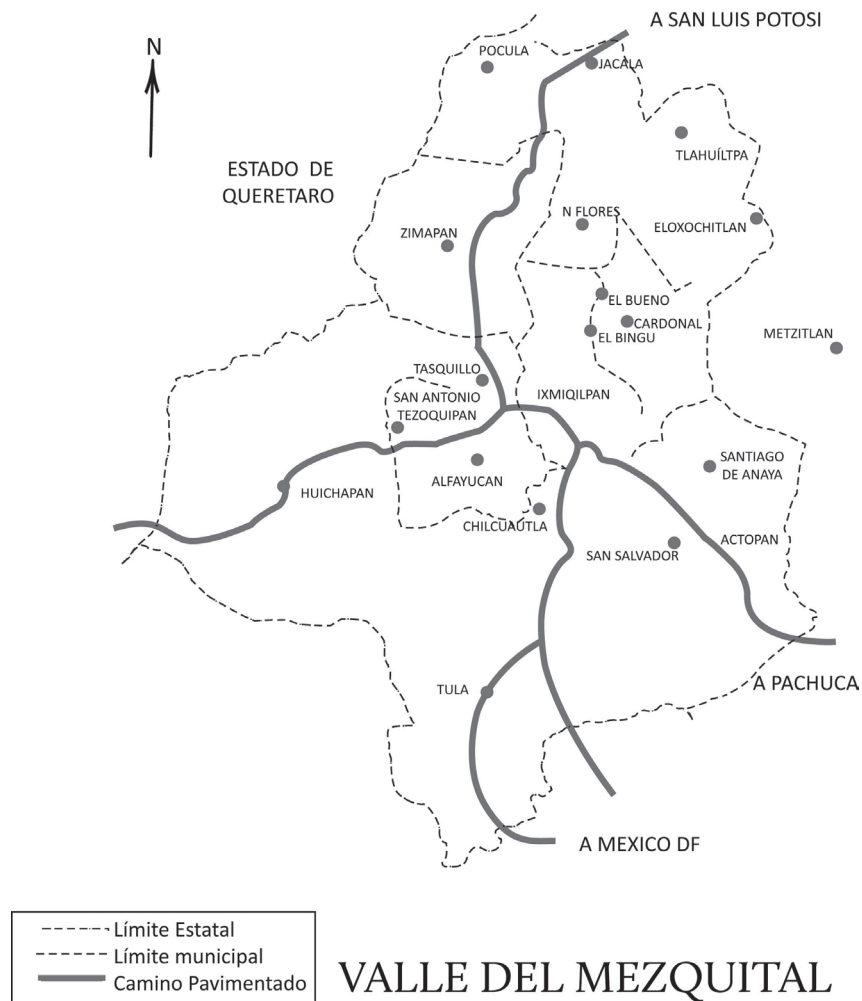 A SAN LUIS POTOSI
N
POCULA
JACALA
TLAHUÍLTPA
ESTADO DE
QUERETARO
N FLORES
ELOXOCHITLAN
ZIMAPAN
EL BUENO
CARDONAL
EL BINGU
METZITLAN
TASQUILLO
SAN ANTONIO
TEZOQUIPAN
IXMIQILPAN
SANTIAGO
DE ANAYA
ALFAYUCAN
HUICHAPAN
CHILCUAUTLA
ACTOPAN
SAN SALVADOR
A PACHUCA
TULA
A MEXICO DF
Límite Estatal
Límite municipal
Camino Pavimentado
VALLE DEL MEZQUITAL